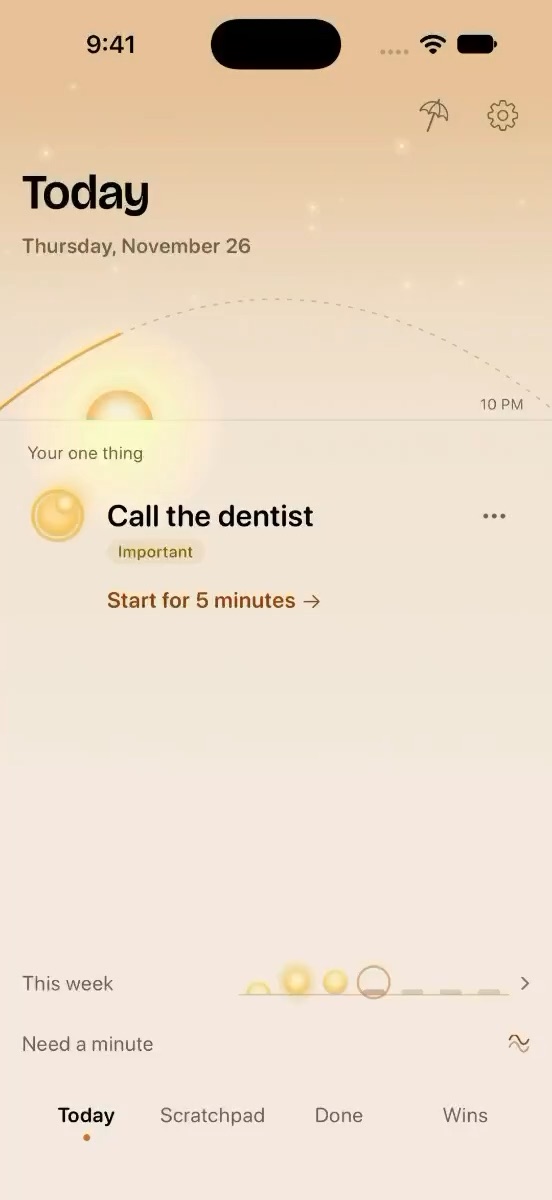 9:41
Today
Thursday, November 26
10 PM
Your one thing
Call the dentist
Important
Start for 5 minutes →
This week
Need a minute
Today
Scratchpad
Done
Wins